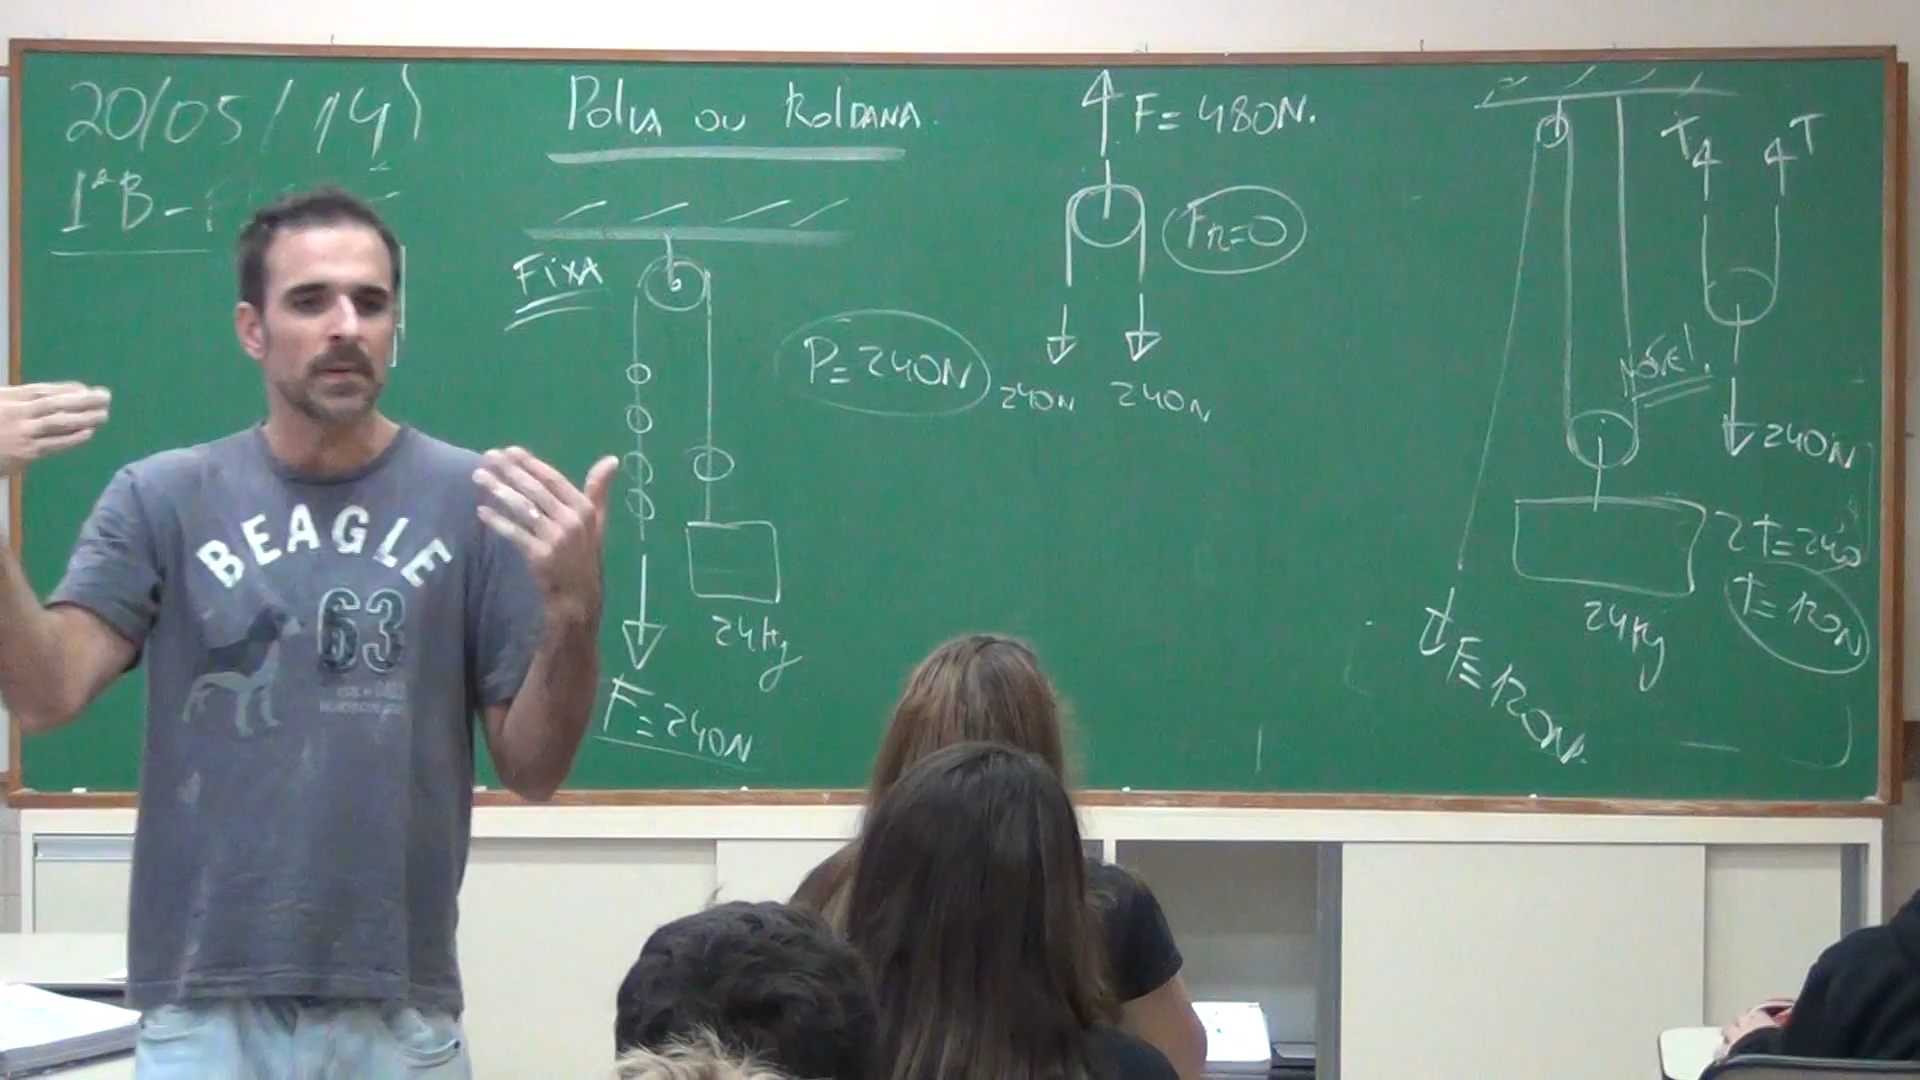 20/05/14
1ªB-
Polia ou Roldana.
Fixa
24Kg
F=240N
P=240N
F=480N.
FR=0
240N 240N
T T
Móvel.
240N
2T=240
T=120N
24Kg
F=120N.
BEAGLE
63